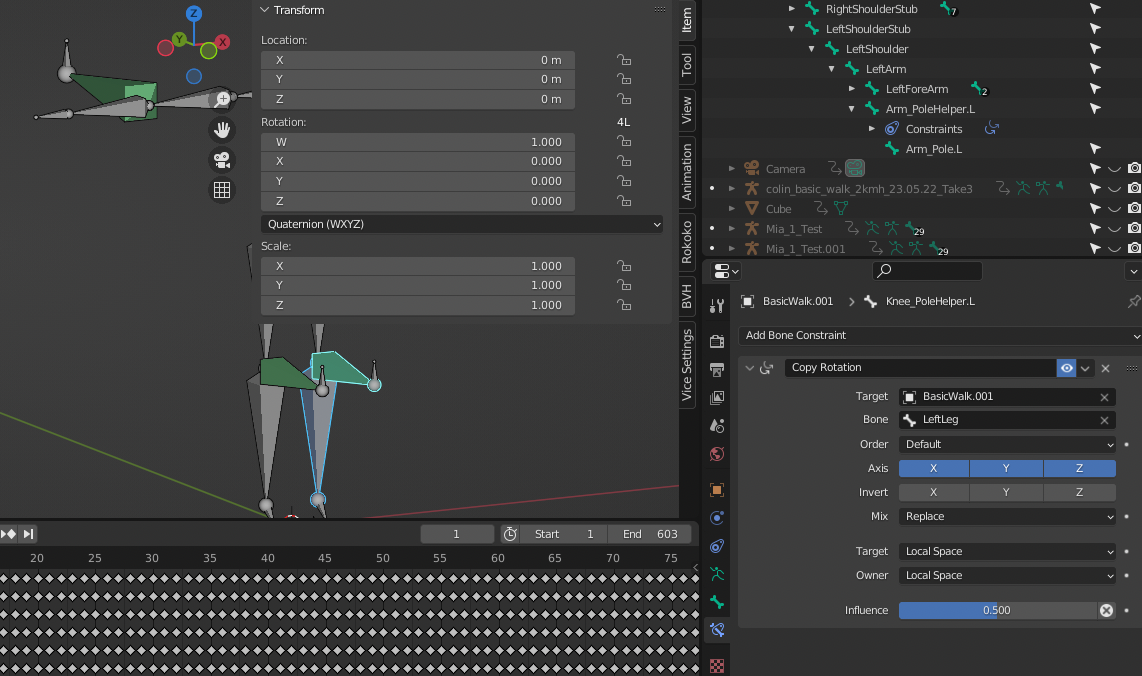 Transform
Location:
X 0 m
Y 0 m
Z 0 m
Rotation: 4L
W 1.000
X 0.000
Y 0.000
Z 0.000
Quaternion (WXYZ)
Scale:
X 1.000
Y 1.000
Z 1.000
Z
Y
X
Item
Tool
View
Animation
Rokoko
BVH
Vice Settings
1
Start 1
End 603
20 25 30 35 40 45 50 55 60 65 70 75
RightShoulderStub 7
LeftShoulderStub
LeftShoulder
LeftArm
LeftForeArm 2
Arm_PoleHelper.L
Constraints
Arm_Pole.L
Camera
colin_basic_walk_2kmh_23.05.22_Take3
Cube
Mia_1_Test 29
Mia_1_Test.001 29
BasicWalk.001 Knee_PoleHelper.L
Add Bone Constraint
Copy Rotation
Target BasicWalk.001
Bone LeftLeg
Order Default
Axis X Y Z
Invert X Y Z
Mix Replace
Target Local Space
Owner Local Space
Influence 0.500